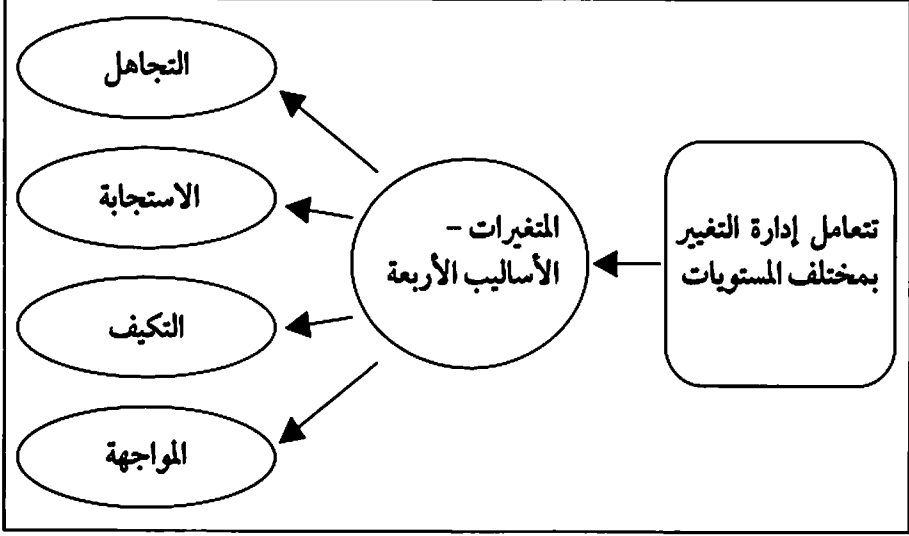 تتعامل إدارة التغيير
بمختلف المستويات
المتغيرات –
الأساليب الأربعة
التجاهل
الاستجابة
التكيف
المواجهة